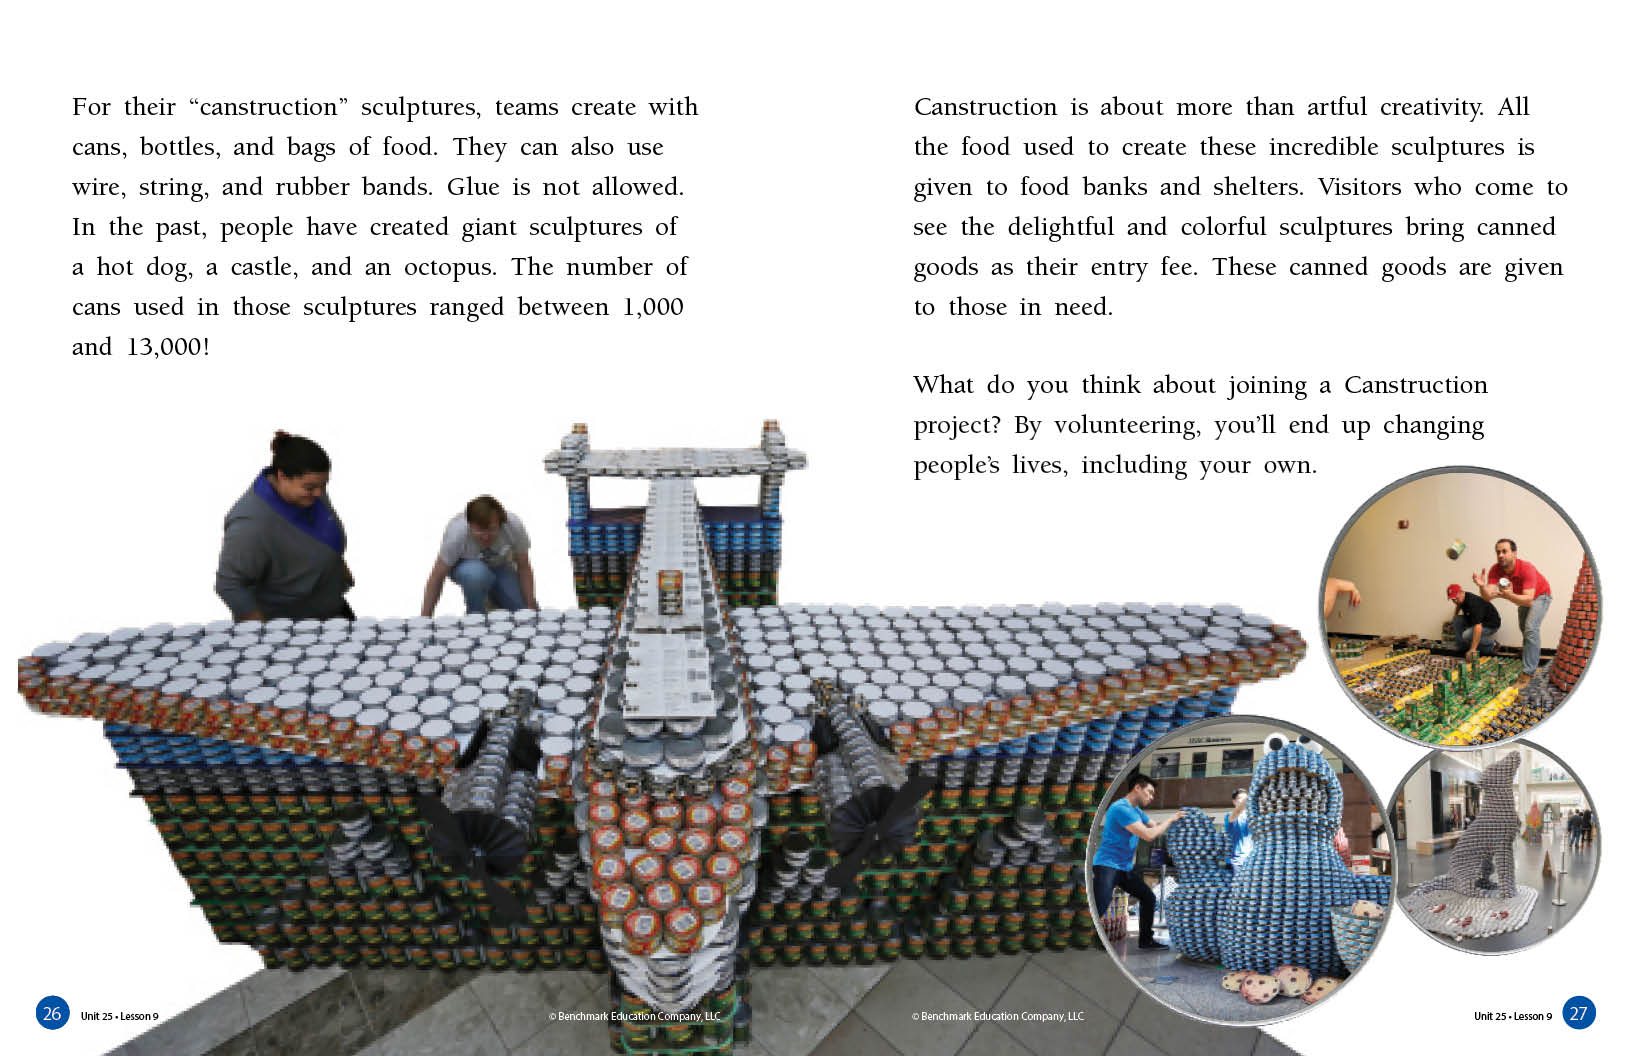 For their “canstruction” sculptures, teams create with
cans, bottles, and bags of food. They can also use
wire, string, and rubber bands. Glue is not allowed.
In the past, people have created giant sculptures of
a hot dog, a castle, and an octopus. The number of
cans used in those sculptures ranged between 1,000
and 13,000!
Canstruction is about more than artful creativity. All
the food used to create these incredible sculptures is
given to food banks and shelters. Visitors who come to
see the delightful and colorful sculptures bring canned
goods as their entry fee. These canned goods are given
to those in need.
What do you think about joining a Canstruction
project? By volunteering, you’ll end up changing
people’s lives, including your own.
26 Unit 25 • Lesson 9
© Benchmark Education Company, LLC
© Benchmark Education Company, LLC
Unit 25 • Lesson 9 27